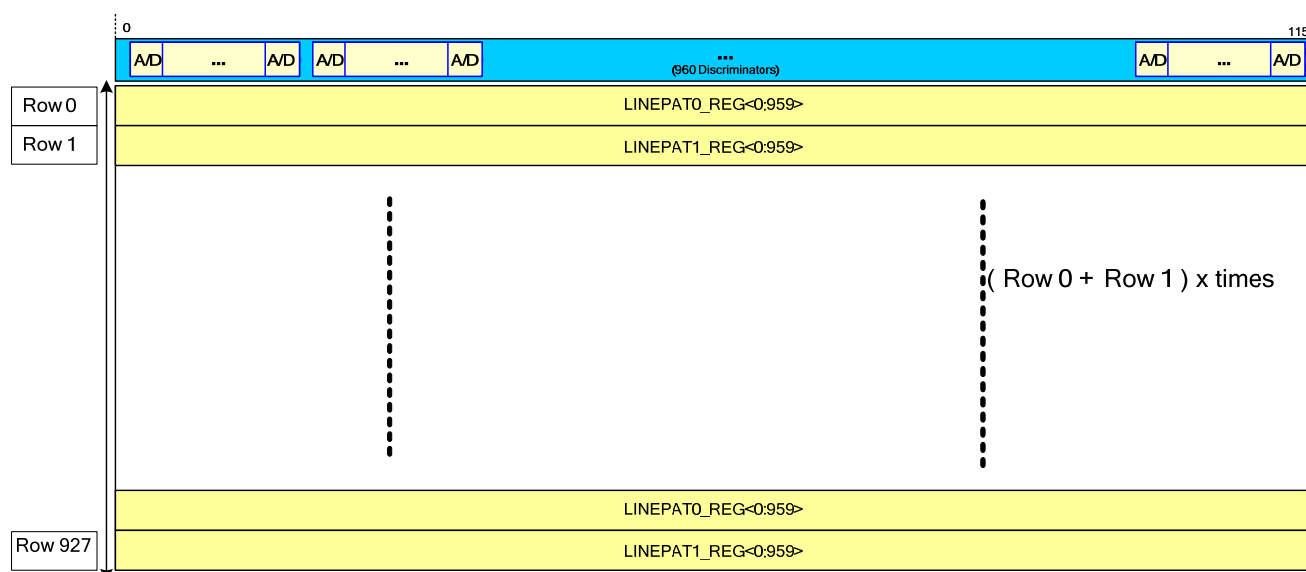 0
115
A/D ... A/D A/D ... A/D ... A/D ... A/D
(960 Discriminators)
Row 0
LINEPAT0_REG<0:959>
Row 1
LINEPAT1_REG<0:959>
( Row 0 + Row 1 ) x times
LINEPAT0_REG<0:959>
Row 927
LINEPAT1_REG<0:959>